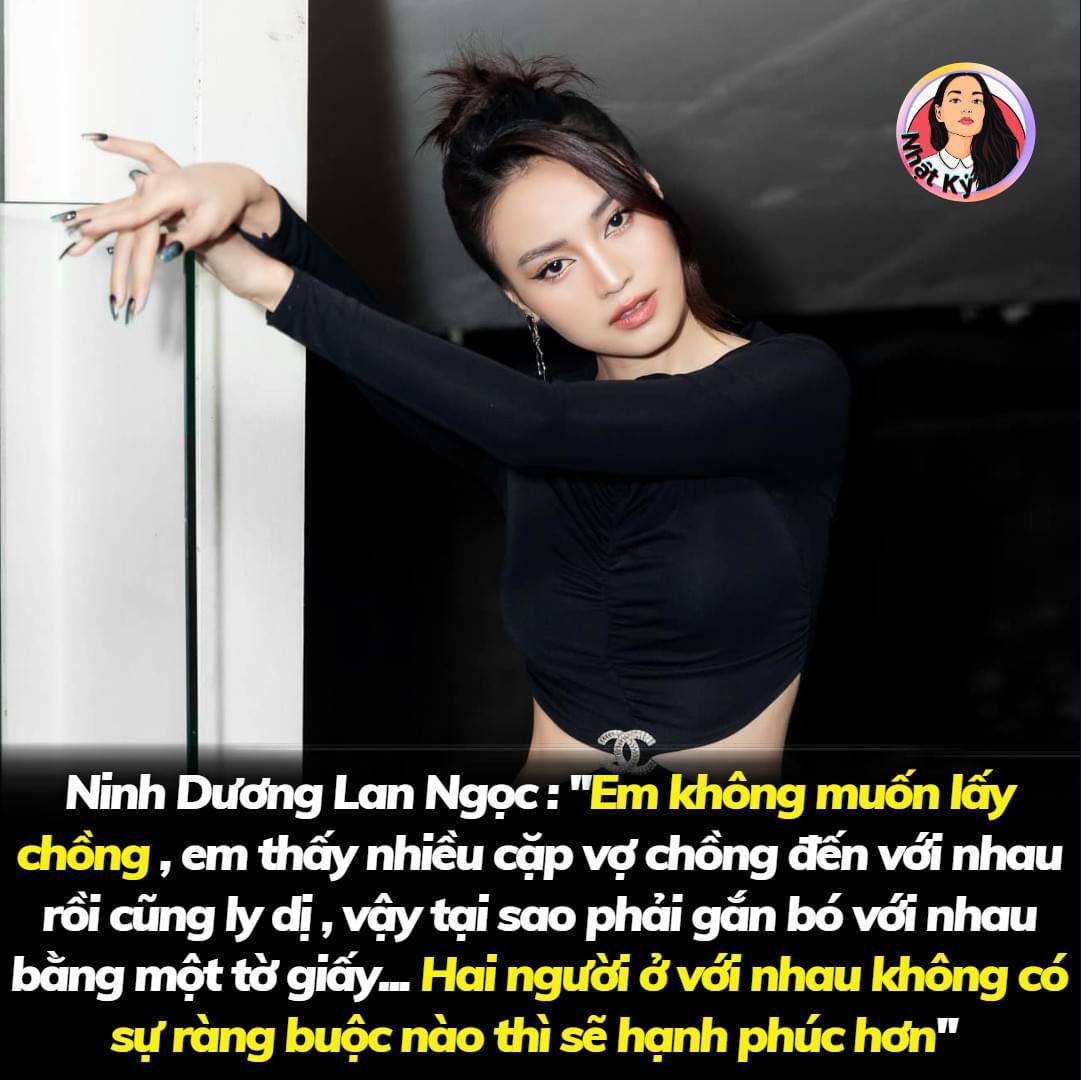 Nhật Ký
Ninh Dương Lan Ngọc : "Em không muốn lấy
chồng , em thấy nhiều cặp vợ chồng đến với nhau
rồi cũng ly dị , vậy tại sao phải gắn bó với nhau
bằng một tờ giấy... Hai người ở với nhau không có
sự ràng buộc nào thì sẽ hạnh phúc hơn"